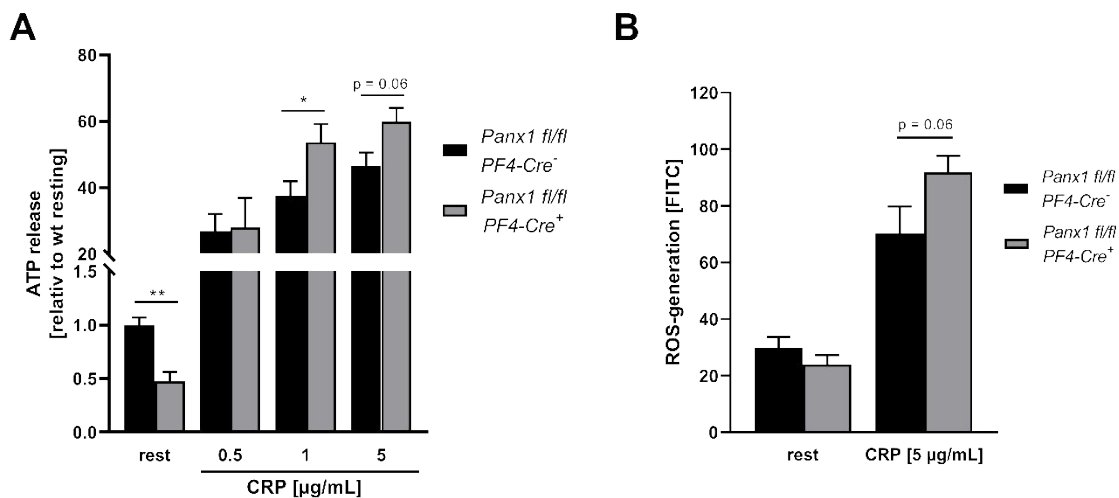 A
ATP release
[relativ to wt resting]
80
60
40
20
1.5
1.0
0.5
0.0
**
*
p = 0.06
rest
0.5
1
5
CRP [µg/mL]
Panx1 fl/fl
PF4-Cre⁻
Panx1 fl/fl
PF4-Cre⁺
B
ROS-generation [FITC]
120
100
80
60
40
20
0
p = 0.06
rest
CRP [5 µg/mL]
Panx1 fl/fl
PF4-Cre⁻
Panx1 fl/fl
PF4-Cre⁺